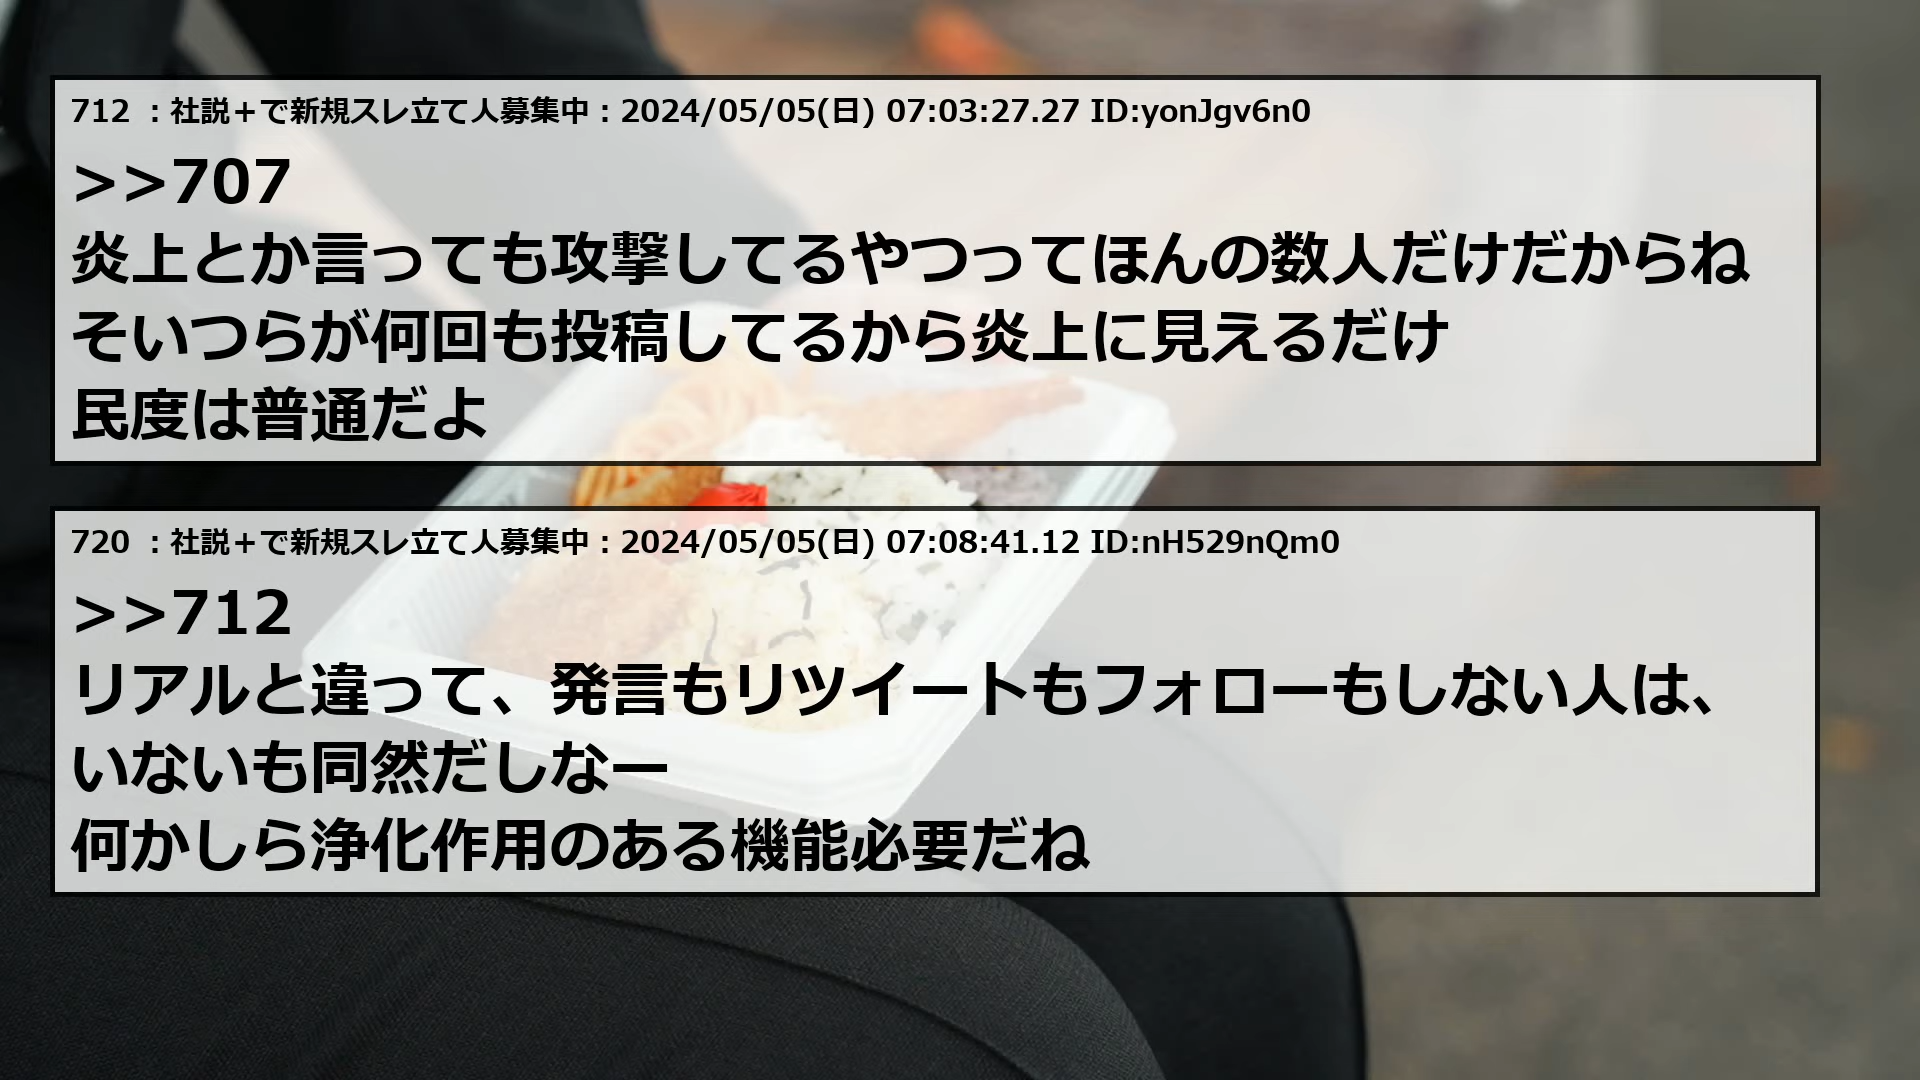 712 ：社説＋で新規スレ立て人募集中：2024/05/05(日) 07:03:27.27 ID:yonJgv6n0
>>707
炎上とか言っても攻撃してるやつってほんの数人だけだからね
そいつらが何回も投稿してるから炎上に見えるだけ
民度は普通だよ
720 ：社説＋で新規スレ立て人募集中：2024/05/05(日) 07:08:41.12 ID:nH529nQm0
>>712
リアルと違って、発言もリツイートもフォローもしない人は、
いないも同然だしなー
何かしら浄化作用のある機能必要だね